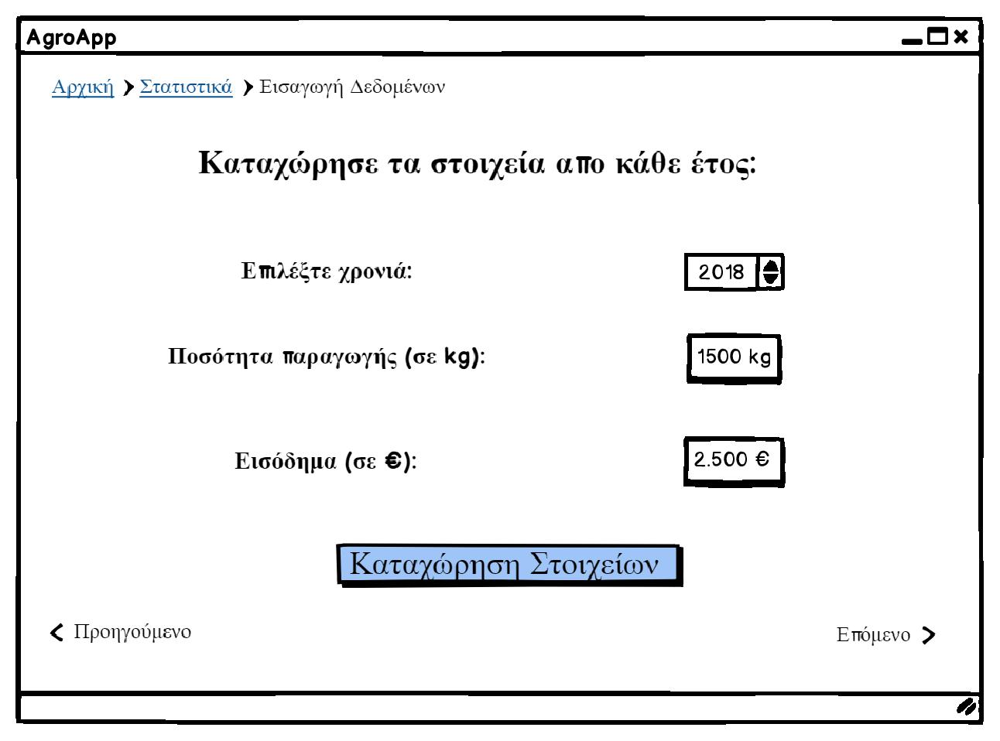 AgroApp
Αρχική > Στατιστικά > Εισαγωγή Δεδομένων
Καταχώρησε τα στοιχεία απο κάθε έτος:
Επιλέξτε χρονιά: 2018
Ποσότητα παραγωγής (σε kg): 1500 kg
Εισόδημα (σε €): 2.500 €
Καταχώρηση Στοιχείων
< Προηγούμενο Επόμενο >